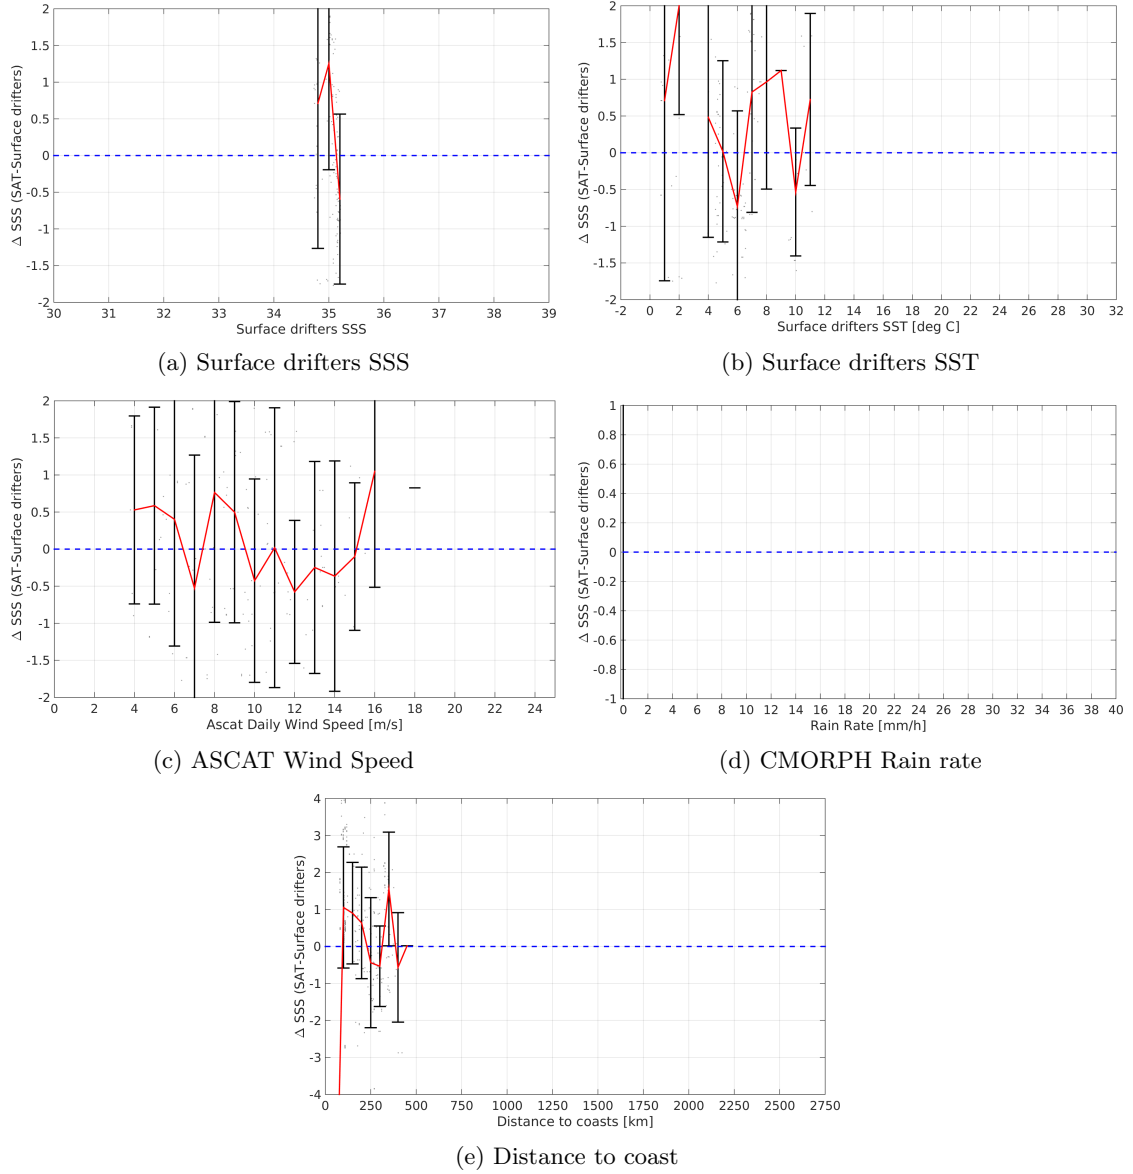 2
1.5
1
0.5
0
-0.5
-1
-1.5
-2
30 31 32 33 34 35 36 37 38 39
Δ SSS (SAT-Surface drifters)
Surface drifters SSS
(a) Surface drifters SSS
2
1.5
1
0.5
0
-0.5
-1
-1.5
-2
-2 0 2 4 6 8 10 12 14 16 18 20 22 24 26 28 30 32
Δ SSS (SAT-Surface drifters)
Surface drifters SST [deg C]
(b) Surface drifters SST
2
1.5
1
0.5
0
-0.5
-1
-1.5
-2
0 2 4 6 8 10 12 14 16 18 20 22 24
Δ SSS (SAT-Surface drifters)
Ascat Daily Wind Speed [m/s]
(c) ASCAT Wind Speed
1
0.8
0.6
0.4
0.2
0
-0.2
-0.4
-0.6
-0.8
-1
0 2 4 6 8 10 12 14 16 18 20 22 24 26 28 30 32 34 36 38 40
Δ SSS (SAT-Surface drifters)
Rain Rate [mm/h]
(d) CMORPH Rain rate
4
3
2
1
0
-1
-2
-3
-4
0 250 500 750 1000 1250 1500 1750 2000 2250 2500 2750
Δ SSS (SAT-Surface drifters)
Distance to coasts [km]
(e) Distance to coast